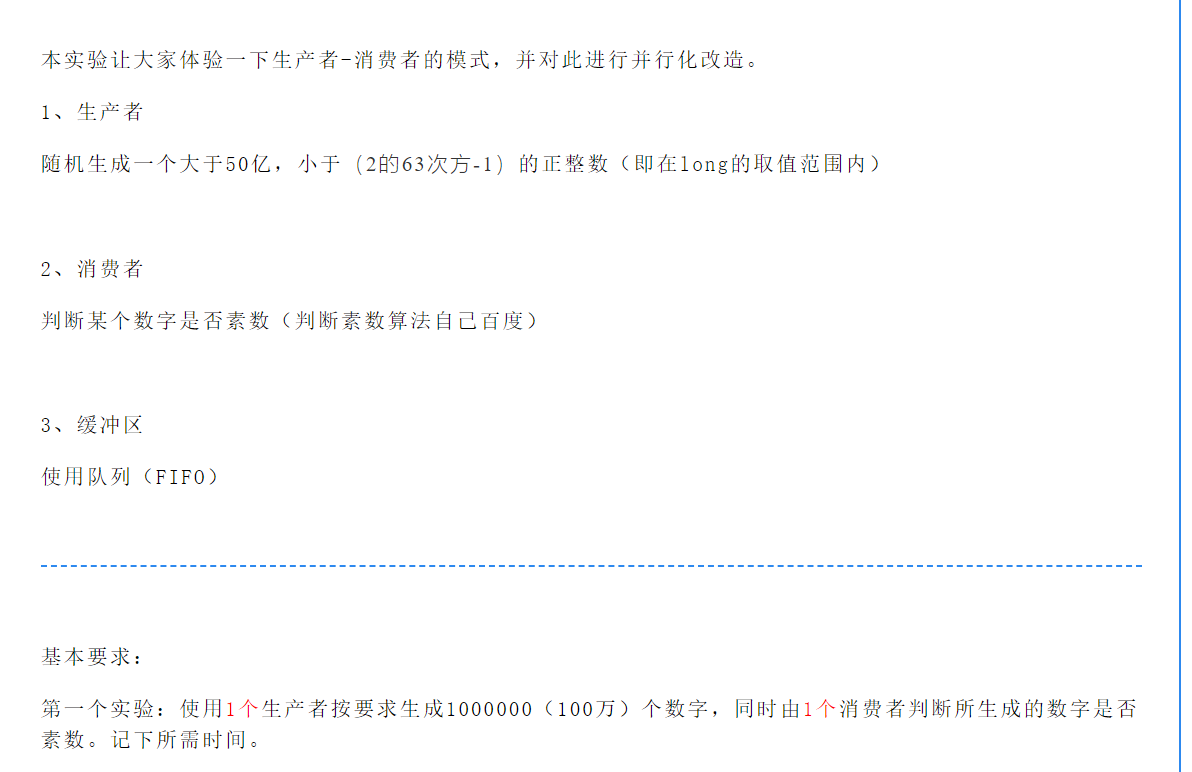 本实验让大家体验一下生产者-消费者的模式，并对此进行并行化改造。
1、生产者
随机生成一个大于50亿，小于（2的63次方-1）的正整数（即在long的取值范围内）
2、消费者
判断某个数字是否素数（判断素数算法自己百度）
3、缓冲区
使用队列（FIFO）
基本要求：
第一个实验：使用1个生产者按要求生成1000000（100万）个数字，同时由1个消费者判断所生成的数字是否
素数。记下所需时间。